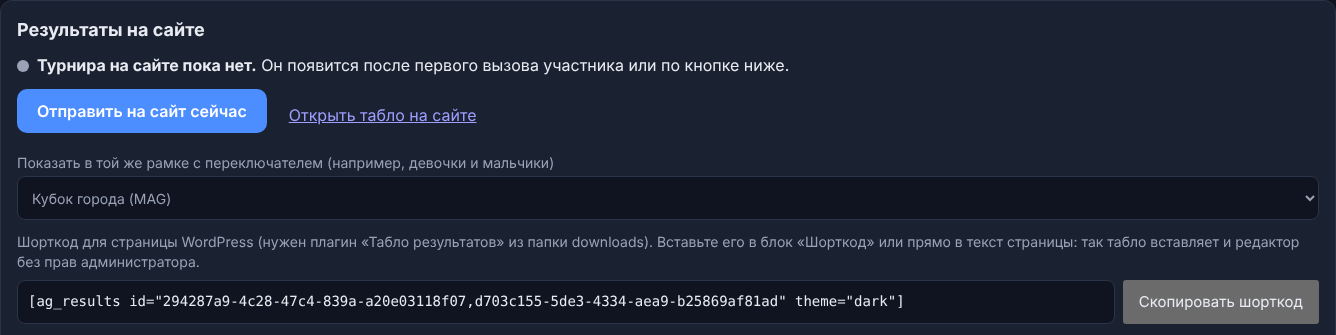 Результаты на сайте
Турнира на сайте пока нет. Он появится после первого вызова участника или по кнопке ниже.
Отправить на сайт сейчас
Открыть табло на сайте
Показать в той же рамке с переключателем (например, девочки и мальчики)
Кубок города (MAG)
Шорткод для страницы WordPress (нужен плагин «Табло результатов» из папки downloads). Вставьте его в блок «Шорткод» или прямо в текст страницы: так табло вставляет и редактор
без прав администратора.
[ag_results id="294287a9-4c28-47c4-839a-a20e03118f07,d703c155-5de3-4334-aea9-b25869af81ad" theme="dark"]
Скопировать шорткод